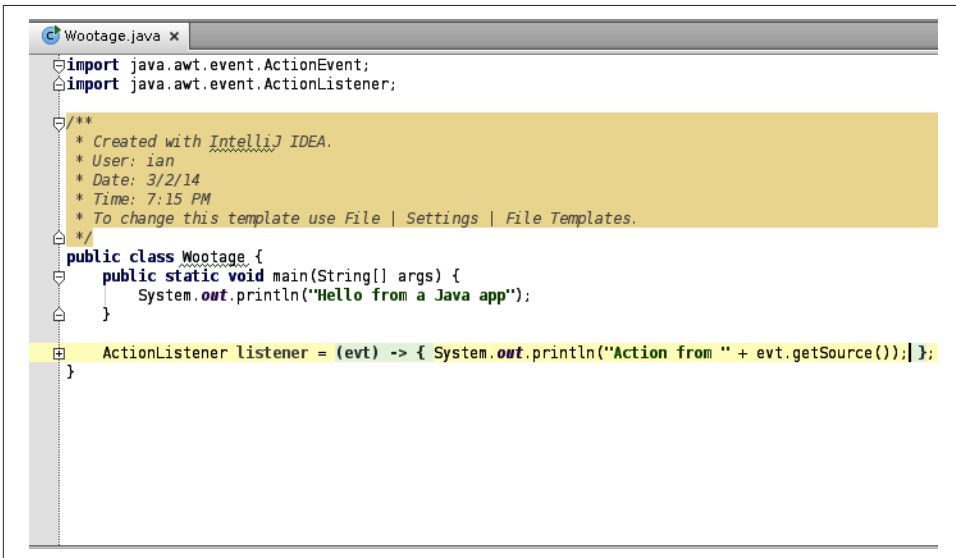 Wootage.java
import java.awt.event.ActionEvent;
import java.awt.event.ActionListener;
/**
* Created with IntelliJ IDEA.
* User: ian
* Date: 3/2/14
* Time: 7:15 PM
* To change this template use File | Settings | File Templates.
*/
public class Wootage {
public static void main(String[] args) {
System.out.println("Hello from a Java app");
}
ActionListener listener = (evt) -> { System.out.println("Action from " + evt.getSource()); };
}